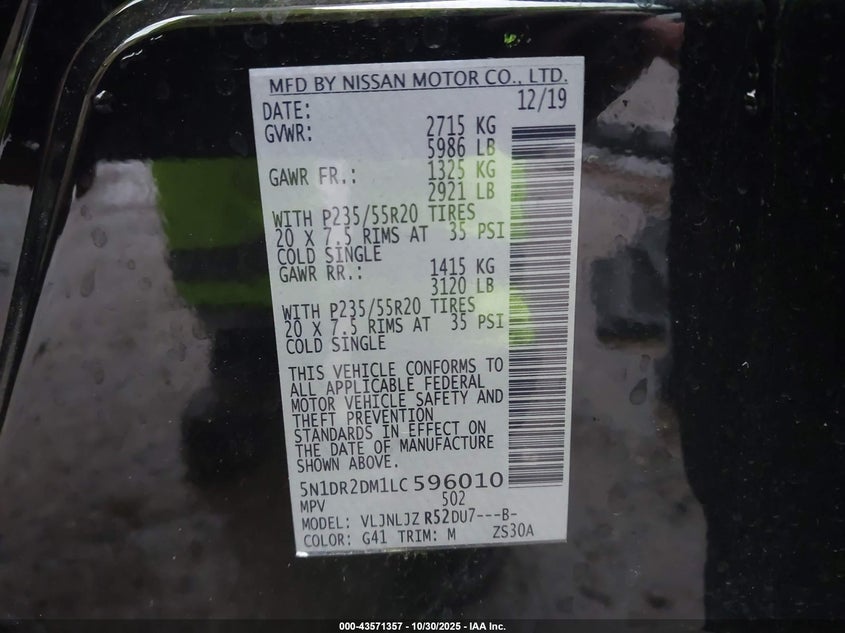 MFD BY NISSAN MOTOR CO., LTD.
DATE: 12/19
GVWR: 2715 KG
5986 LB
GAWR FR.: 1325 KG
2921 LB
WITH P235/55R20 TIRES
20 X 7.5 RIMS AT 35 PSI
COLD SINGLE
GAWR RR.: 1415 KG
3120 LB
WITH P235/55R20 TIRES
20 X 7.5 RIMS AT 35 PSI
COLD SINGLE
THIS VEHICLE CONFORMS TO
ALL APPLICABLE FEDERAL
MOTOR VEHICLE SAFETY AND
THEFT PREVENTION
STANDARDS IN EFFECT ON
THE DATE OF MANUFACTURE
SHOWN ABOVE.
5N1DR2DM1LC596010
MPV 502
MODEL: VLJNLJZ R52DU7---B-
COLOR: G41 TRIM: M ZS30A
000-43571357 - 10/30/2025 - IAA Inc.